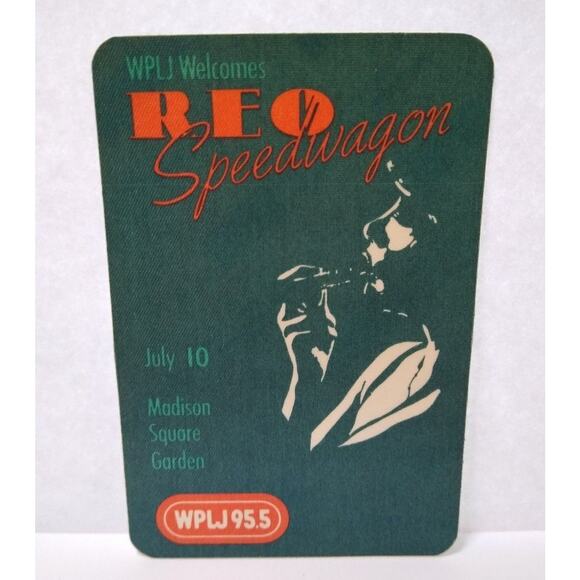 WPLJ Welcomes
REO
Speedwagon
July 10
Madison
Square
Garden
WPLJ 95.5